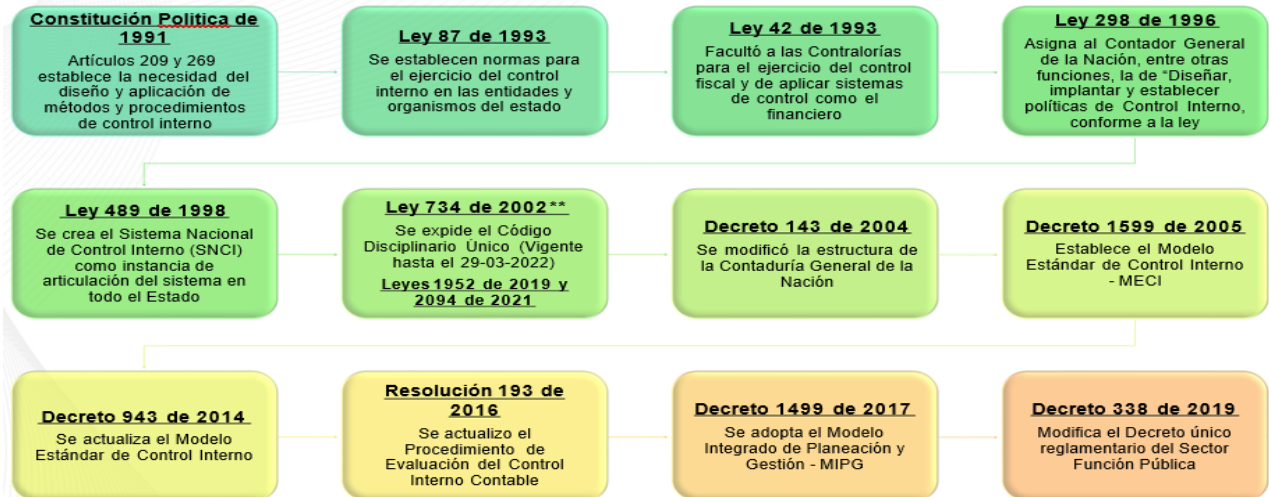 Constitución Politica de
1991
Artículos 209 y 269
establece la necesidad del
diseño y aplicación de
métodos y procedimientos
de control interno
Ley 87 de 1993
Se establecen normas para
el ejercicio del control
interno en las entidades y
organismos del estado
Ley 42 de 1993
Facultó a las Contralorías
para el ejercicio del control
fiscal y de aplicar sistemas
de control como el
financiero
Ley 298 de 1996
Asigna al Contador General
de la Nación, entre otras
funciones, la de "Diseñar,
implantar y establecer
políticas de Control Interno,
conforme a la ley
Ley 489 de 1998
Se crea el Sistema Nacional
de Control Interno (SNCI)
como instancia de
articulación del sistema en
todo el Estado
Ley 734 de 2002**
Se expide el Código
Disciplinario Único (Vigente
hasta el 29-03-2022)
Leyes 1952 de 2019 y
2094 de 2021
Decreto 143 de 2004
Se modificó la estructura de
la Contaduría General de la
Nación
Decreto 1599 de 2005
Establece el Modelo
Estándar de Control Interno
- MECI
Decreto 943 de 2014
Se actualiza el Modelo
Estándar de Control Interno
Resolución 193 de
2016
Se actualizo el
Procedimiento de
Evaluación del Control
Interno Contable
Decreto 1499 de 2017
Se adopta el Modelo
Integrado de Planeación y
Gestión - MIPG
Decreto 338 de 2019
Modifica el Decreto único
reglamentario del Sector
Función Pública